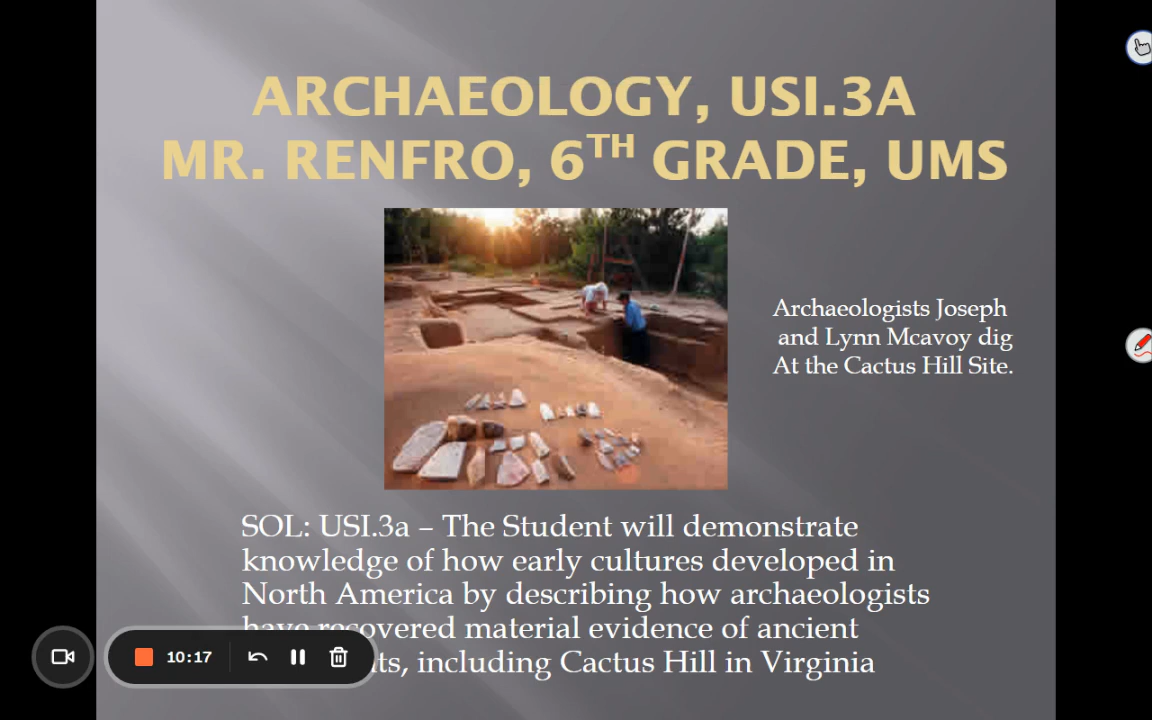 ARCHAEOLOGY, USI.3A
MR. RENFRO, 6TH GRADE, UMS
Archaeologists Joseph
and Lynn Mcavoy dig
At the Cactus Hill Site.
SOL: USI.3a – The Student will demonstrate
knowledge of how early cultures developed in
North America by describing how archaeologists
have recovered material evidence of ancient
including Cactus Hill in Virginia
10:17